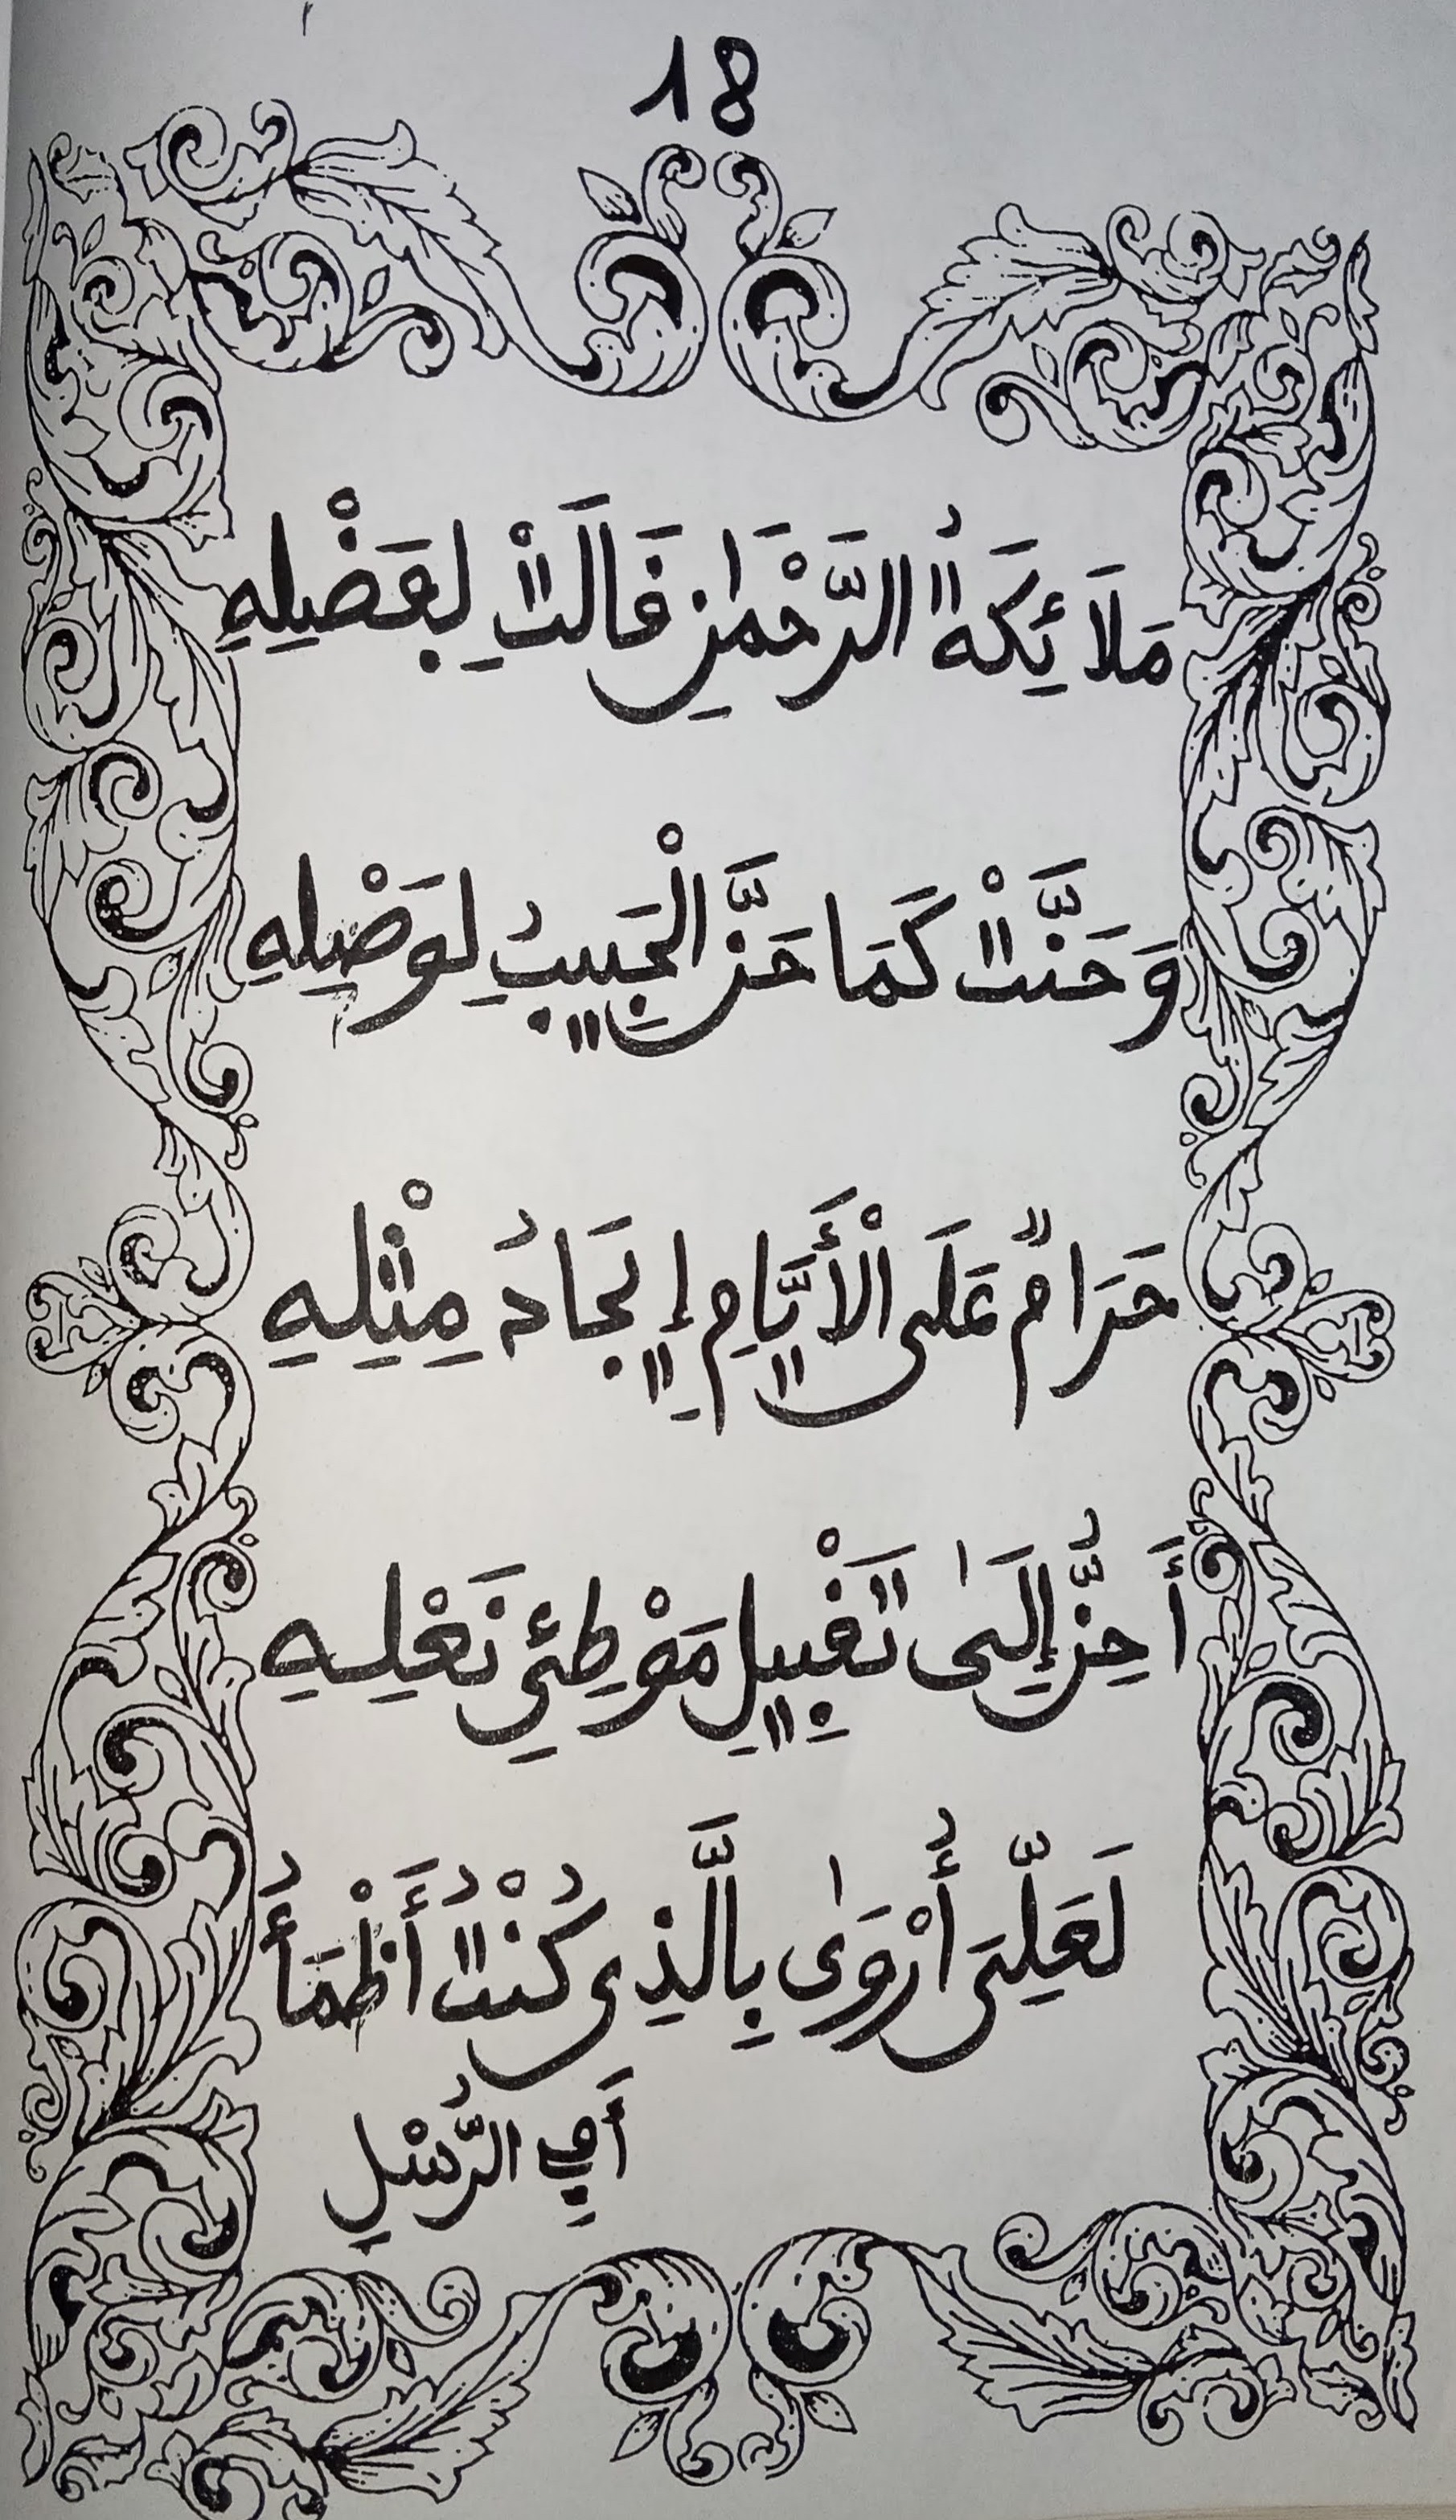 18
مَلَائِكَةُ الرَّحْمَٰنِ قَالَتْ لِفَضْلِهِ
وَحَنَّتْ كَمَا حَنَّ الْحَبِيبُ لِوَصْلِهِ
حَرَامٌ عَلَى الْأَيَّامِ إِيجَادُ مِثْلِهِ
أَحِنُّ إِلَىٰ تَقْبِيلِ مَوْطِئِ نَعْلِهِ
لَعَلِّىَ أُرْوَىٰ بِالَّذِى كُنْتُ أَظْمَأُ
أَفِي الرُّسْلِ